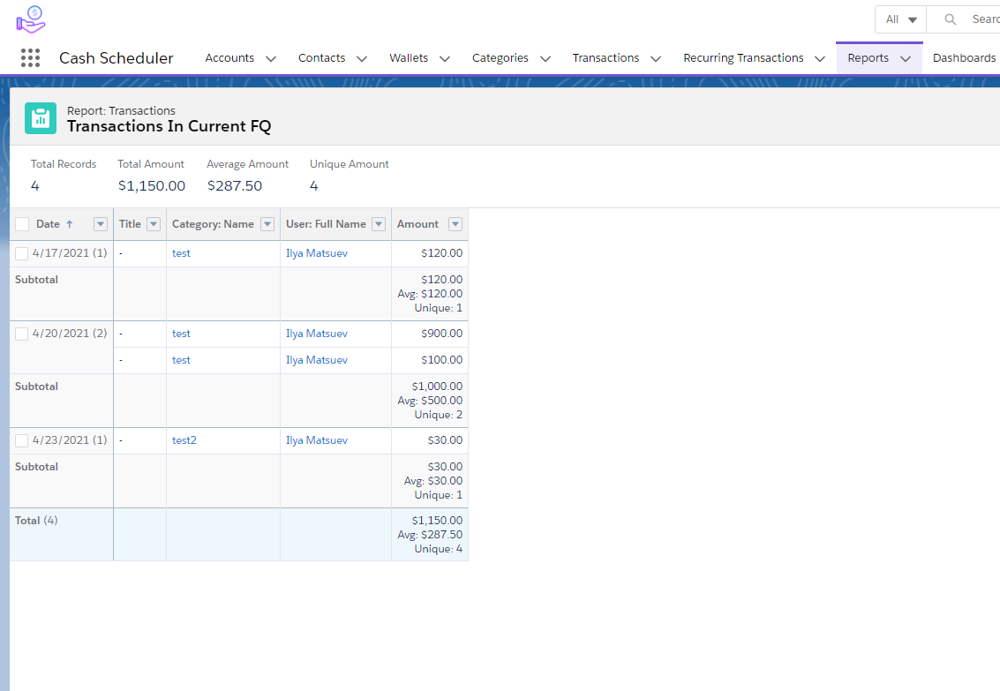 $
All
Searc
Cash Scheduler Accounts Contacts Wallets Categories Transactions Recurring Transactions Reports Dashboards
Report: Transactions
Transactions In Current FQ
Total Records Total Amount Average Amount Unique Amount
4 $1,150.00 $287.50 4
Date ↑ Title Category: Name User: Full Name Amount
4/17/2021 (1) - test Ilya Matsuev $120.00
Subtotal $120.00
Avg: $120.00
Unique: 1
4/20/2021 (2) - test Ilya Matsuev $900.00
- test Ilya Matsuev $100.00
Subtotal $1,000.00
Avg: $500.00
Unique: 2
4/23/2021 (1) - test2 Ilya Matsuev $30.00
Subtotal $30.00
Avg: $30.00
Unique: 1
Total (4) $1,150.00
Avg: $287.50
Unique: 4